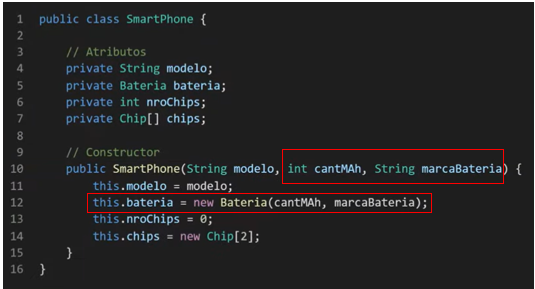 1 public class SmartPhone {
2
3 // Atributos
4 private String modelo;
5 private Bateria bateria;
6 private int nroChips;
7 private Chip[] chips;
8
9 // Constructor
10 public SmartPhone(String modelo, int cantMAh, String marcaBateria) {
11 this.modelo = modelo;
12 this.bateria = new Bateria(cantMAh, marcaBateria);
13 this.nroChips = 0;
14 this.chips = new Chip[2];
15 }
16 }